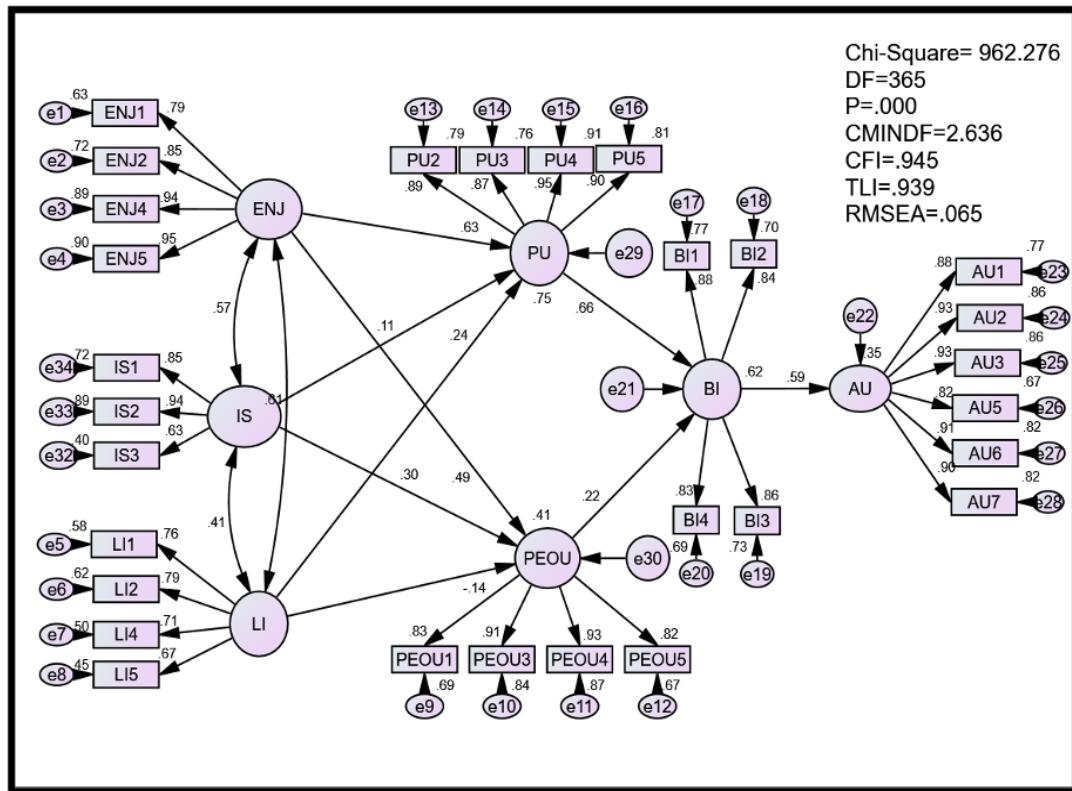 Chi-Square= 962.276
DF=365
P=.000
CMINDF=2.636
CFI=.945
TLI=.939
RMSEA=.065
e1 .63 ENJ1 .79
e2 .72 ENJ2 .85
e3 .89 ENJ4 .94
e4 .90 ENJ5 .95
ENJ
e13 e14 e15 e16
.79 .76 .91 .81
PU2 PU3 PU4 PU5
.89 .87 .95 .90
.63
PU
e29
.75
e17 e18
.77 .70
BI1 BI2
.88 .84
.57
.11
.24
.66
e34 .72 IS1 .85
e33 .89 IS2 .94
e32 .40 IS3 .63
IS
.61
e21
BI
.62
.59
e22
.35
AU
.88 AU1 .77 e23
.93 AU2 .86 e24
.93 AU3 .86 e25
.82 AU5 .67 e26
.91 AU6 .82 e27
.90 AU7 .82 e28
.30
.49
.22
.41
.41
PEOU
e30
.83 .86
BI4 BI3
.69 .73
e20 e19
e5 .58 LI1 .76
e6 .62 LI2 .79
e7 .50 LI4 .71
e8 .45 LI5 .67
LI
-.14
.83 .91 .93 .82
PEOU1 PEOU3 PEOU4 PEOU5
.69 .84 .87 .67
e9 e10 e11 e12